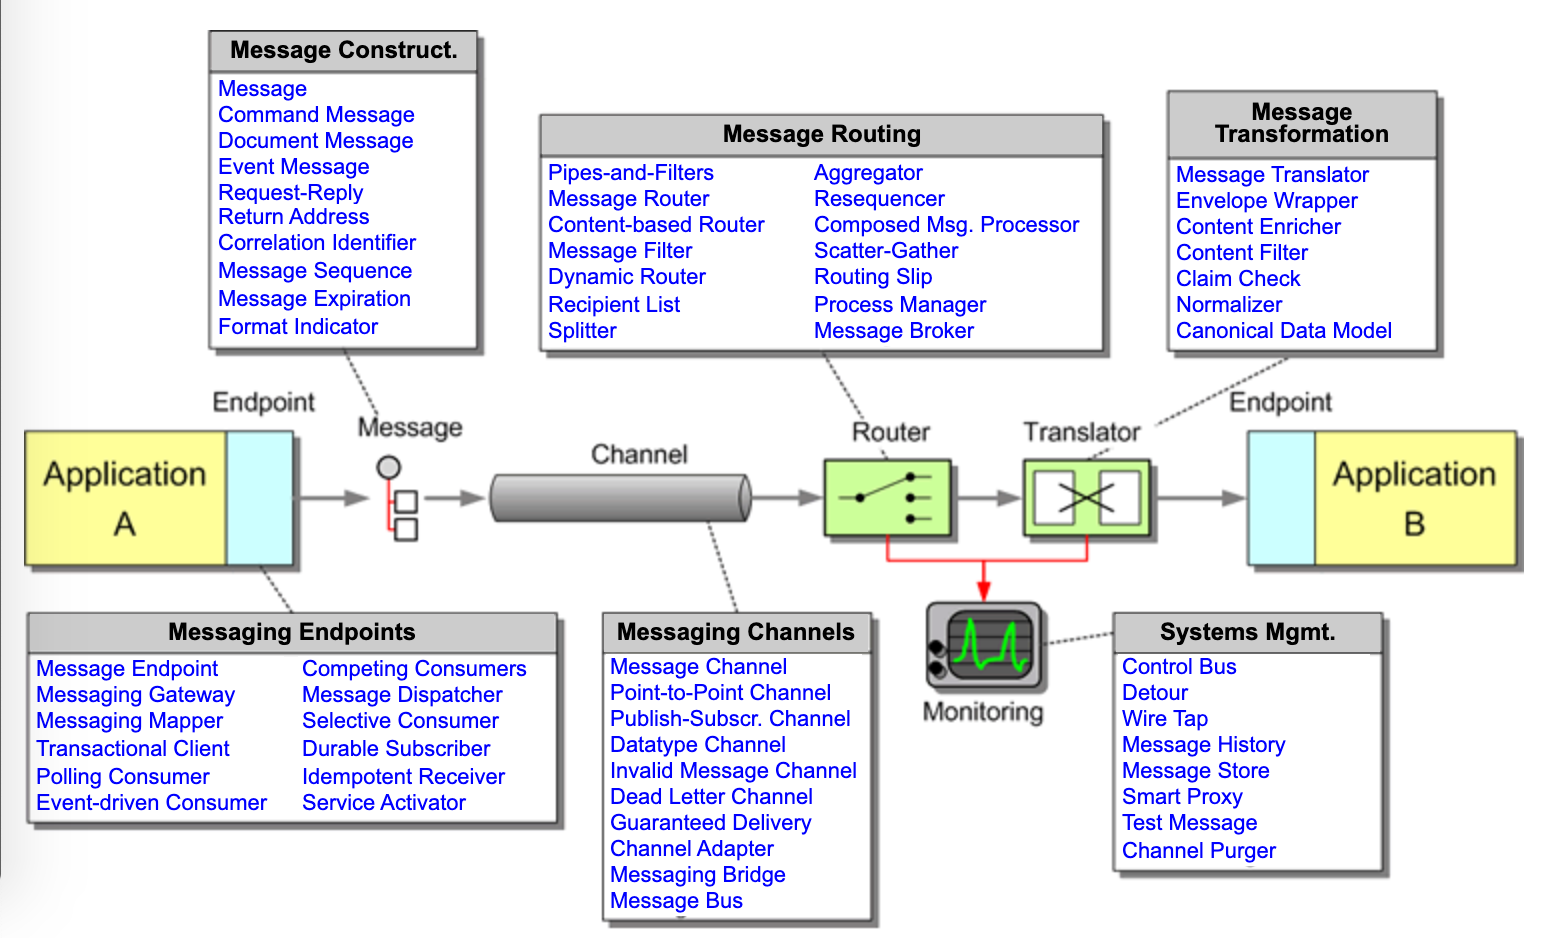 Message Construct.
Message
Command Message
Document Message
Event Message
Request-Reply
Return Address
Correlation Identifier
Message Sequence
Message Expiration
Format Indicator
Message Routing
Pipes-and-Filters
Message Router
Content-based Router
Message Filter
Dynamic Router
Recipient List
Splitter
Aggregator
Resequencer
Composed Msg. Processor
Scatter-Gather
Routing Slip
Process Manager
Message Broker
Message
Transformation
Message Translator
Envelope Wrapper
Content Enricher
Content Filter
Claim Check
Normalizer
Canonical Data Model
Endpoint
Application
A
Message
Channel
Router
Translator
Endpoint
Application
B
Messaging Endpoints
Message Endpoint
Messaging Gateway
Messaging Mapper
Transactional Client
Polling Consumer
Event-driven Consumer
Competing Consumers
Message Dispatcher
Selective Consumer
Durable Subscriber
Idempotent Receiver
Service Activator
Messaging Channels
Message Channel
Point-to-Point Channel
Publish-Subscr. Channel
Datatype Channel
Invalid Message Channel
Dead Letter Channel
Guaranteed Delivery
Channel Adapter
Messaging Bridge
Message Bus
Monitoring
Systems Mgmt.
Control Bus
Detour
Wire Tap
Message History
Message Store
Smart Proxy
Test Message
Channel Purger